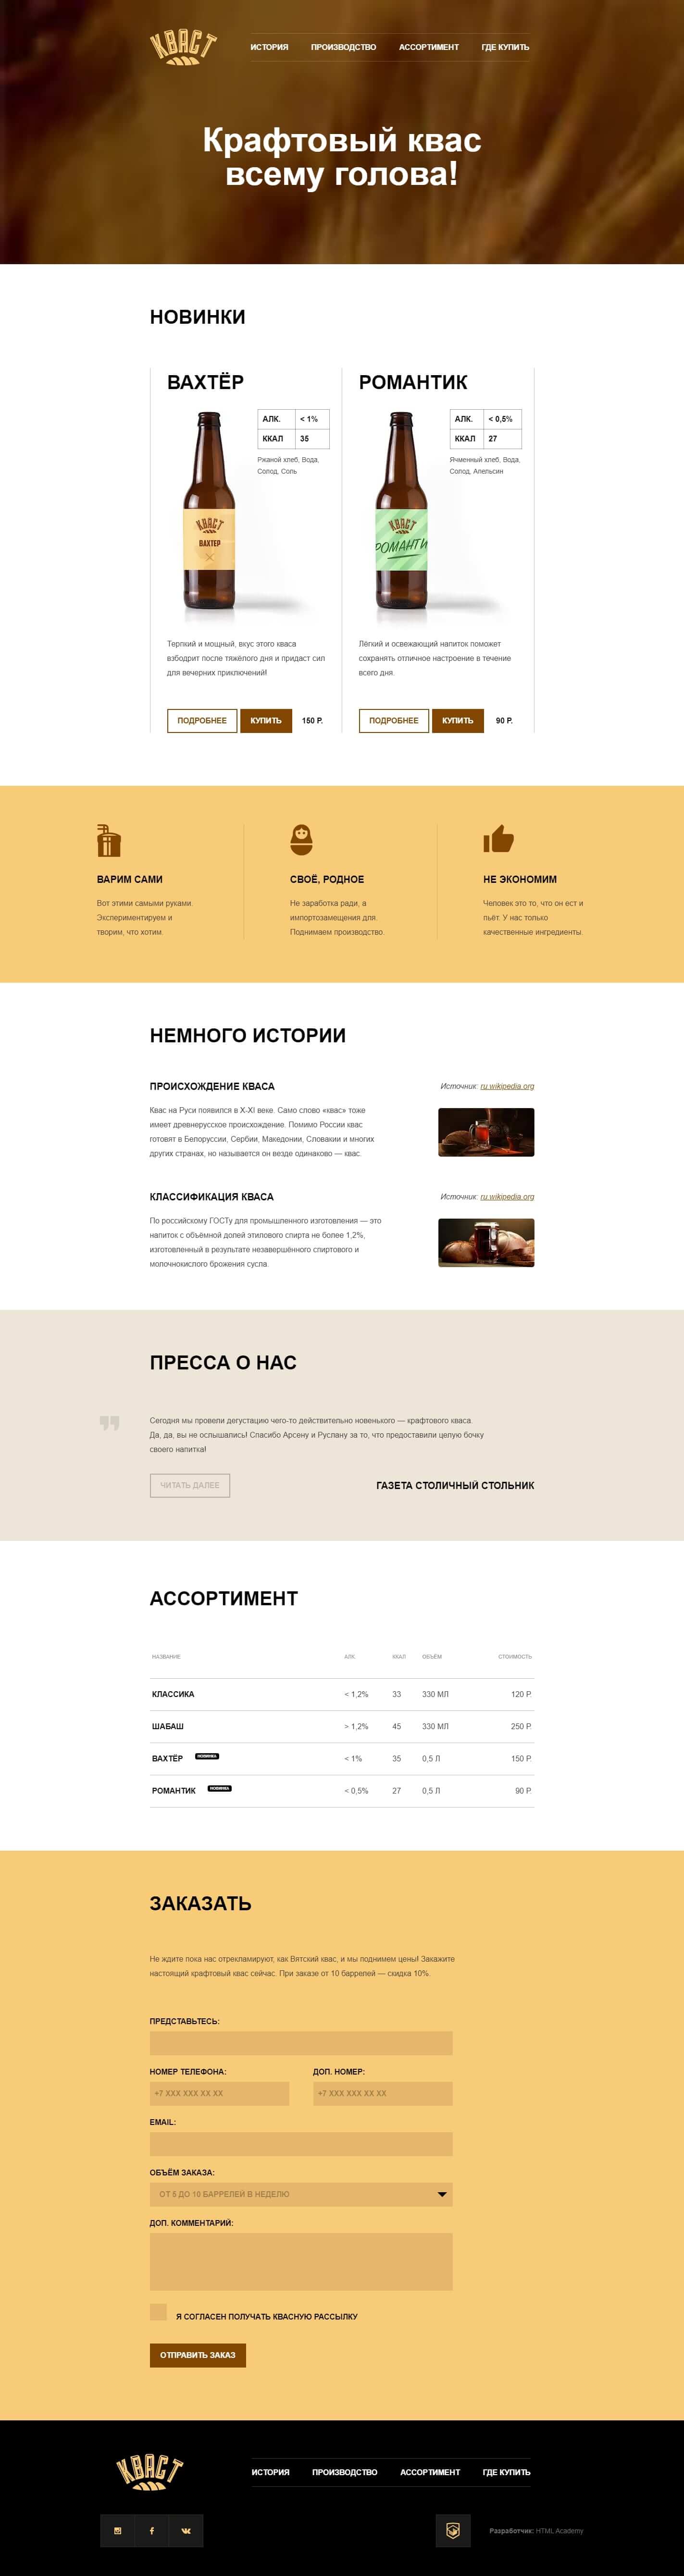 КВАСТ
ИСТОРИЯ ПРОИЗВОДСТВО АССОРТИМЕНТ ГДЕ КУПИТЬ
Крафтовый квас
всему голова!
НОВИНКИ
ВАХТЁР
АЛК. < 1%
ККАЛ 35
Ржаной хлеб, Вода,
Солод, Соль
КВАСТ
ВАХТЕР
Терпкий и мощный, вкус этого кваса
взбодрит после тяжёлого дня и придаст сил
для вечерних приключений!
ПОДРОБНЕЕ КУПИТЬ 150 Р.
РОМАНТИК
АЛК. < 0,5%
ККАЛ 27
Ячменный хлеб, Вода,
Солод, Апельсин
КВАСТ
РОМАНТИ
Лёгкий и освежающий напиток поможет
сохранять отличное настроение в течение
всего дня.
ПОДРОБНЕЕ КУПИТЬ 90 Р.
ВАРИМ САМИ
Вот этими самыми руками.
Экспериментируем и
творим, что хотим.
СВОЁ, РОДНОЕ
Не заработка ради, а
импортозамещения для.
Поднимаем производство.
НЕ ЭКОНОМИМ
Человек это то, что он ест и
пьёт. У нас только
качественные ингредиенты.
НЕМНОГО ИСТОРИИ
ПРОИСХОЖДЕНИЕ КВАСА
Источник: ru.wikipedia.org
Квас на Руси появился в X-XI веке. Само слово «квас» тоже
имеет древнерусское происхождение. Помимо России квас
готовят в Белоруссии, Сербии, Македонии, Словакии и многих
других странах, но называется он везде одинаково — квас.
КЛАССИФИКАЦИЯ КВАСА
Источник: ru.wikipedia.org
По российскому ГОСТу для промышленного изготовления — это
напиток с объёмной долей этилового спирта не более 1,2%,
изготовленный в результате незавершённого спиртового и
молочнокислого брожения сусла.
ПРЕССА О НАС
Сегодня мы провели дегустацию чего-то действительно новенького — крафтового кваса.
Да, да, вы не ослышались! Спасибо Арсену и Руслану за то, что предоставили целую бочку
своего напитка!
ЧИТАТЬ ДАЛЕЕ
ГАЗЕТА СТОЛИЧНЫЙ СТОЛЬНИК
АССОРТИМЕНТ
НАЗВАНИЕ АЛК. ККАЛ ОБЪЁМ СТОИМОСТЬ
КЛАССИКА < 1,2% 33 330 МЛ 120 Р.
ШАБАШ > 1,2% 45 330 МЛ 250 Р.
ВАХТЁР НОВИНКА < 1% 35 0,5 Л 150 Р.
РОМАНТИК НОВИНКА < 0,5% 27 0,5 Л 90 Р.
ЗАКАЗАТЬ
Не ждите пока нас отрекламируют, как Вятский квас, и мы поднимем цены! Закажите
настоящий крафтовый квас сейчас. При заказе от 10 баррелей — скидка 10%.
ПРЕДСТАВЬТЕСЬ:
НОМЕР ТЕЛЕФОНА: ДОП. НОМЕР:
+7 XXX XXX XX XX +7 XXX XXX XX XX
EMAIL:
ОБЪЁМ ЗАКАЗА:
ОТ 5 ДО 10 БАРРЕЛЕЙ В НЕДЕЛЮ
ДОП. КОММЕНТАРИЙ:
Я СОГЛАСЕН ПОЛУЧАТЬ КВАСНУЮ РАССЫЛКУ
ОТПРАВИТЬ ЗАКАЗ
КВАСТ
ИСТОРИЯ ПРОИЗВОДСТВО АССОРТИМЕНТ ГДЕ КУПИТЬ
Разработчик: HTML Academy